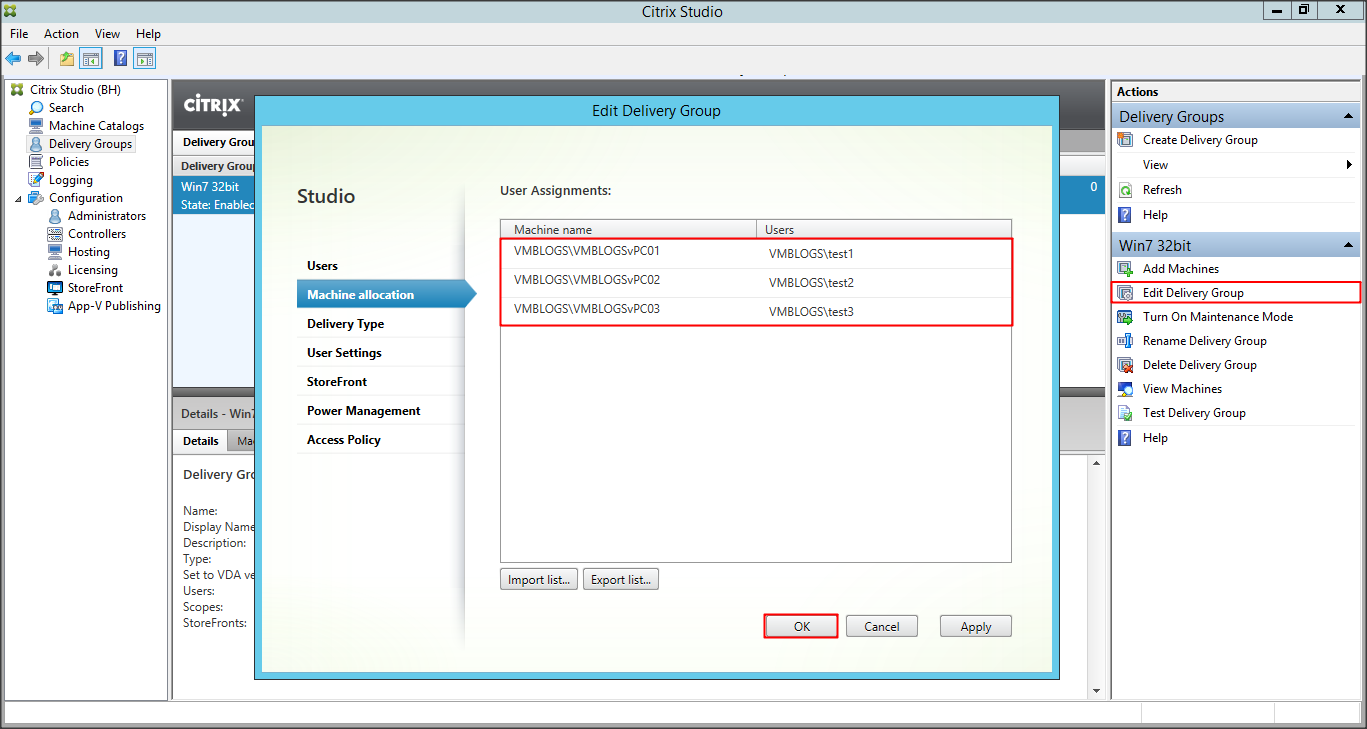 Citrix Studio
File Action View Help
Citrix Studio (BH)
Search
Machine Catalogs
Delivery Groups
Policies
Logging
Configuration
Administrators
Controllers
Hosting
Licensing
StoreFront
App-V Publishing
CITRIX
Delivery Grou
Delivery Group
Win7 32bit
State: Enabled
0
Details - Win7
Details Ma
Delivery Gro
Name:
Display Name
Description:
Type:
Set to VDA ve
Users:
Scopes:
StoreFronts:
Edit Delivery Group
Studio
Users
Machine allocation
Delivery Type
User Settings
StoreFront
Power Management
Access Policy
User Assignments:
Machine name Users
VMBLOGS\VMBLOGSvPC01 VMBLOGS\test1
VMBLOGS\VMBLOGSvPC02 VMBLOGS\test2
VMBLOGS\VMBLOGSvPC03 VMBLOGS\test3
Import list... Export list...
OK Cancel Apply
Actions
Delivery Groups
Create Delivery Group
View
Refresh
Help
Win7 32bit
Add Machines
Edit Delivery Group
Turn On Maintenance Mode
Rename Delivery Group
Delete Delivery Group
View Machines
Test Delivery Group
Help